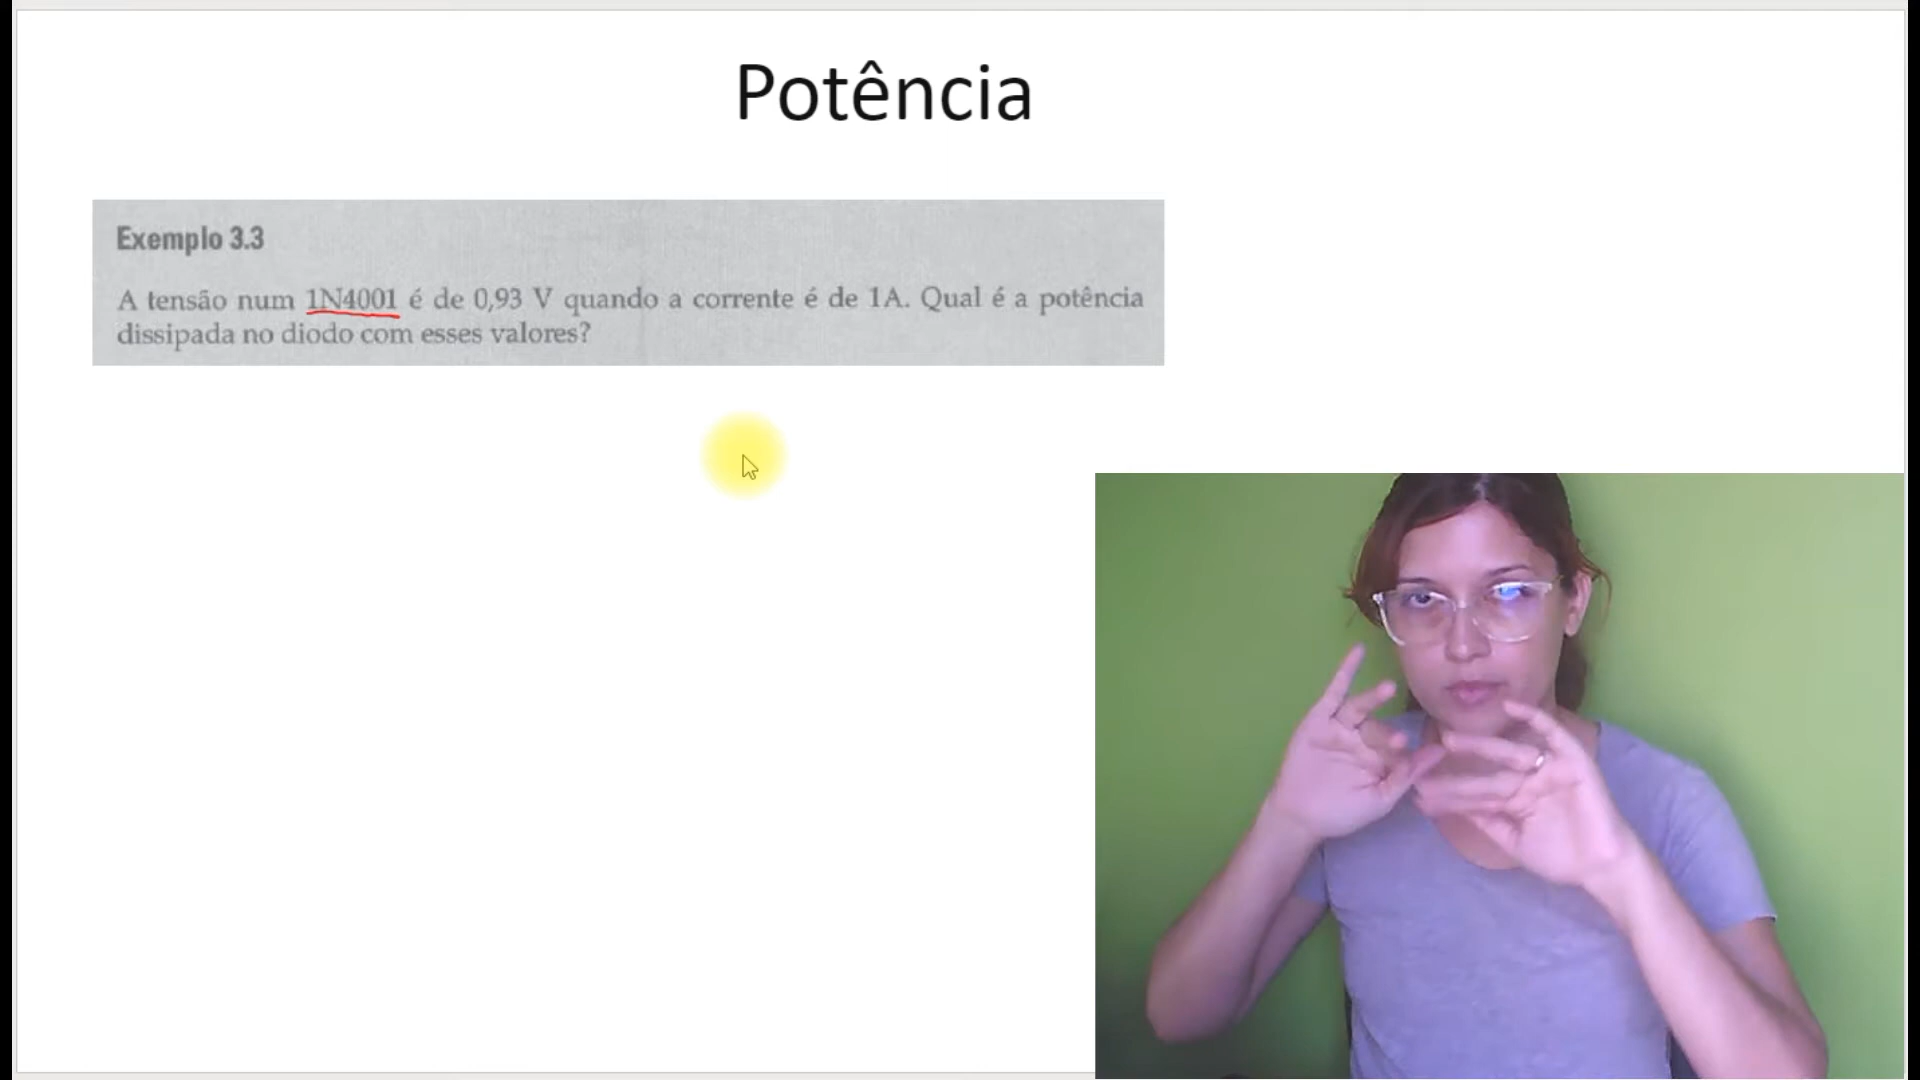 Potência
Exemplo 3.3
A tensão num 1N4001 é de 0,93 V quando a corrente é de 1A. Qual é a potência
dissipada no diodo com esses valores?